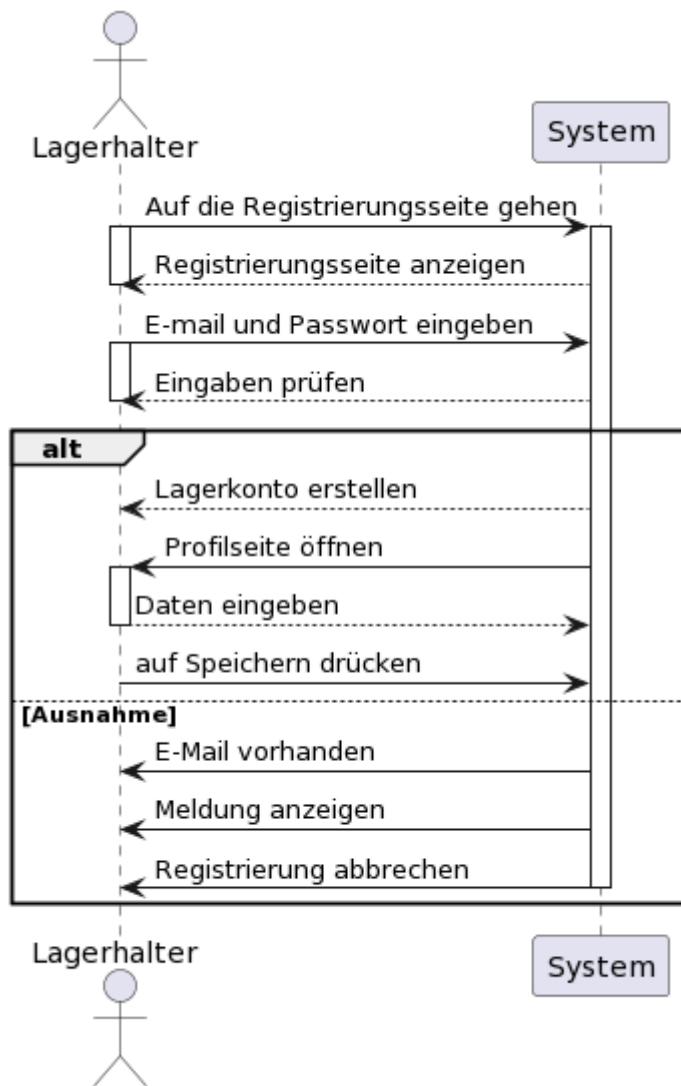 Lagerhalter
System
Auf die Registrierungsseite gehen
Registrierungsseite anzeigen
E-mail und Passwort eingeben
Eingaben prüfen
alt
Lagerkonto erstellen
Profilseite öffnen
Daten eingeben
auf Speichern drücken
[Ausnahme]
E-Mail vorhanden
Meldung anzeigen
Registrierung abbrechen
Lagerhalter
System